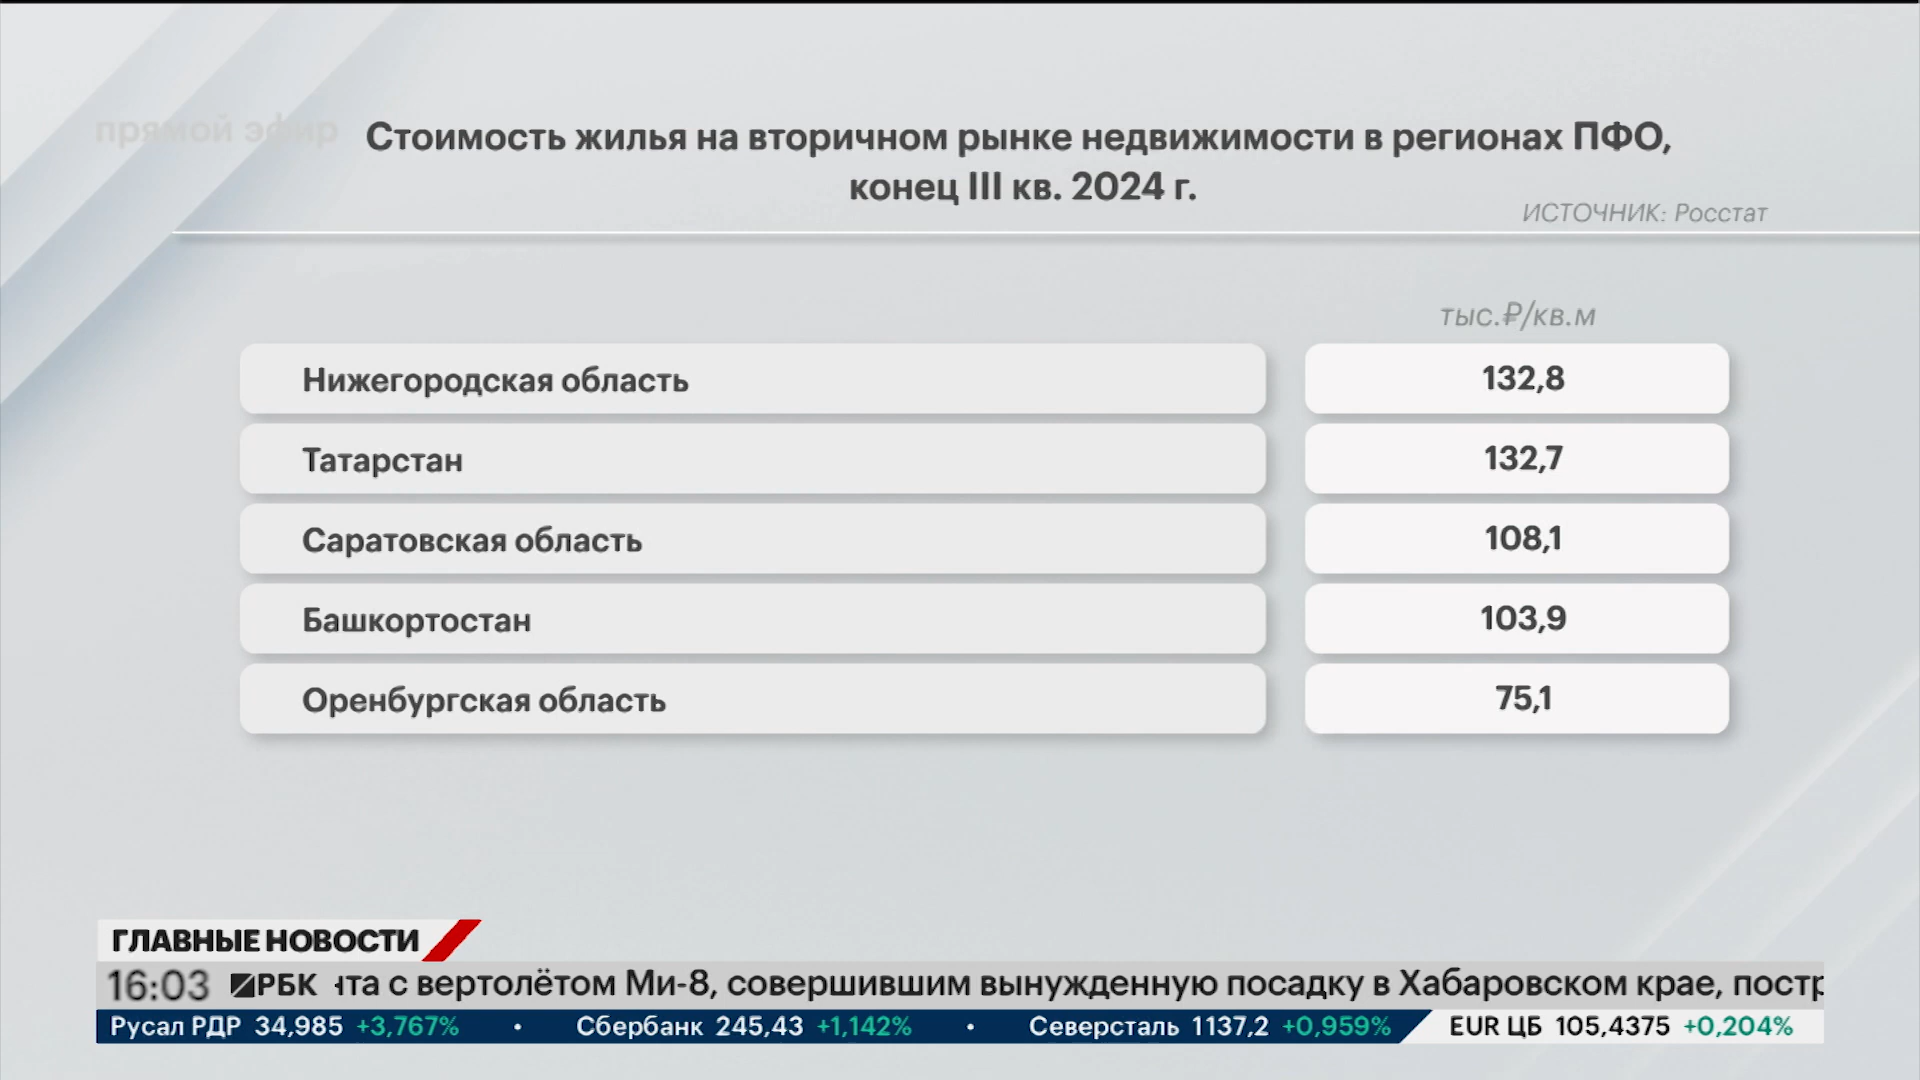 прямой эфир
Стоимость жилья на вторичном рынке недвижимости в регионах ПФО,
конец III кв. 2024 г.
ИСТОЧНИК: Росстат
тыс.₽/кв.м
Нижегородская область 132,8
Татарстан 132,7
Саратовская область 108,1
Башкортостан 103,9
Оренбургская область 75,1
ГЛАВНЫЕ НОВОСТИ
16:03 РБК с вертолётом Ми-8, совершившим вынужденную посадку в Хабаровском крае,
Русал РДР 34,985 +3,767% • Сбербанк 245,43 +1,142% • Северсталь 1137,2 +0,959% EUR ЦБ 105,4375 +0,204%